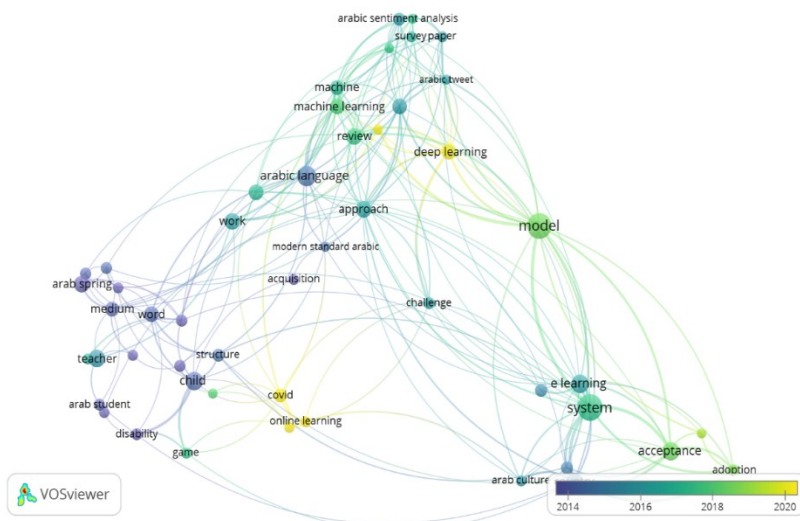 arabic sentiment analysis
survey paper
arabic tweet
machine
machine learning
review
deep learning
arabic language
approach
work
model
modern standard arabic
acquisition
arab spring
challenge
medium
word
teacher
structure
child
e learning
covid
system
arab student
online learning
disability
game
acceptance
adoption
arab culture
VOSviewer
2014 2016 2018 2020